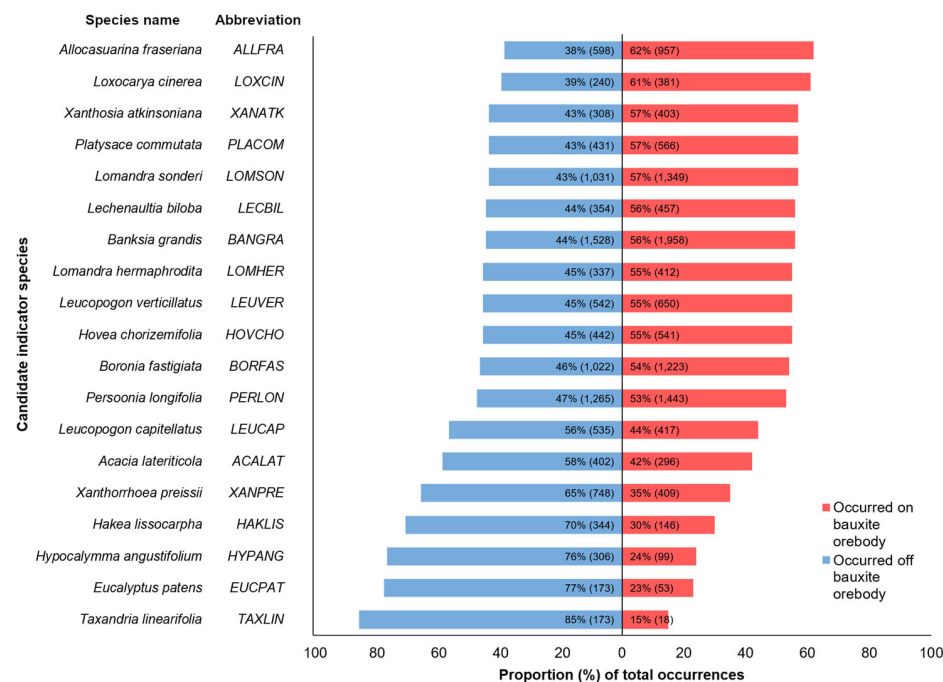 Species name Abbreviation
Allocasuarina fraseriana ALLFRA 38% (598) 62% (957)
Loxocarya cinerea LOXCIN 39% (240) 61% (381)
Xanthosia atkinsoniana XANATK 43% (308) 57% (403)
Platysace commutata PLACOM 43% (431) 57% (566)
Lomandra sonderi LOMSON 43% (1,031) 57% (1,349)
Lechenaultia biloba LECBIL 44% (354) 56% (457)
Banksia grandis BANGRA 44% (1,528) 56% (1,958)
Lomandra hermaphrodita LOMHER 45% (337) 55% (412)
Leucopogon verticillatus LEUVER 45% (542) 55% (650)
Hovea chorizemifolia HOVCHO 45% (442) 55% (541)
Boronia fastigiata BORFAS 46% (1,022) 54% (1,223)
Persoonia longifolia PERLON 47% (1,265) 53% (1,443)
Leucopogon capitellatus LEUCAP 56% (535) 44% (417)
Acacia lateriticola ACALAT 58% (402) 42% (296)
Xanthorrhoea preissii XANPRE 65% (748) 35% (409)
Hakea lissocarpha HAKLIS 70% (344) 30% (146)
Hypocalymma angustifolium HYPANG 76% (306) 24% (99)
Eucalyptus patens EUCPAT 77% (173) 23% (53)
Taxandria linearifolia TAXLIN 85% (173) 15% (18)
Candidate indicator species
Occurred on
bauxite
orebody
Occurred off
bauxite
orebody
100 80 60 40 20 0 20 40 60 80 100
Proportion (%) of total occurrences